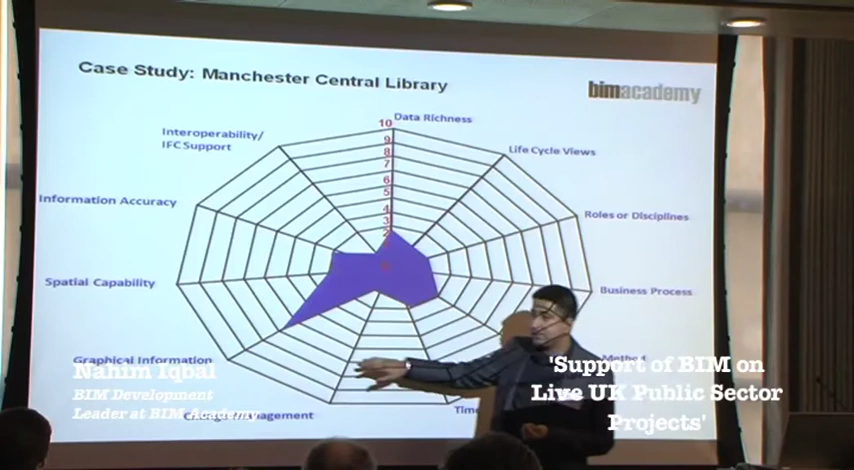 Case Study: Manchester Central Library
bimacademy
10
Data Richness
9
8
7
6
5
4
3
2
Interoperability/
IFC Support
Life Cycle Views
Information Accuracy
Roles or Disciplines
Spatial Capability
Business Process
Graphical Information
Nahim Iqbal
BIM Development
Leader at BIM Academy
'Support of BIM on
Live UK Public Sector
Projects'